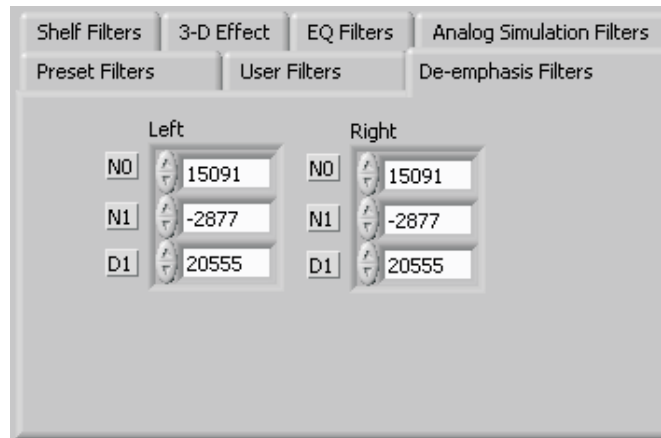 Shelf Filters 3-D Effect EQ Filters Analog Simulation Filters
Preset Filters User Filters De-emphasis Filters
Left Right
N0 15091 N0 15091
N1 -2877 N1 -2877
D1 20555 D1 20555